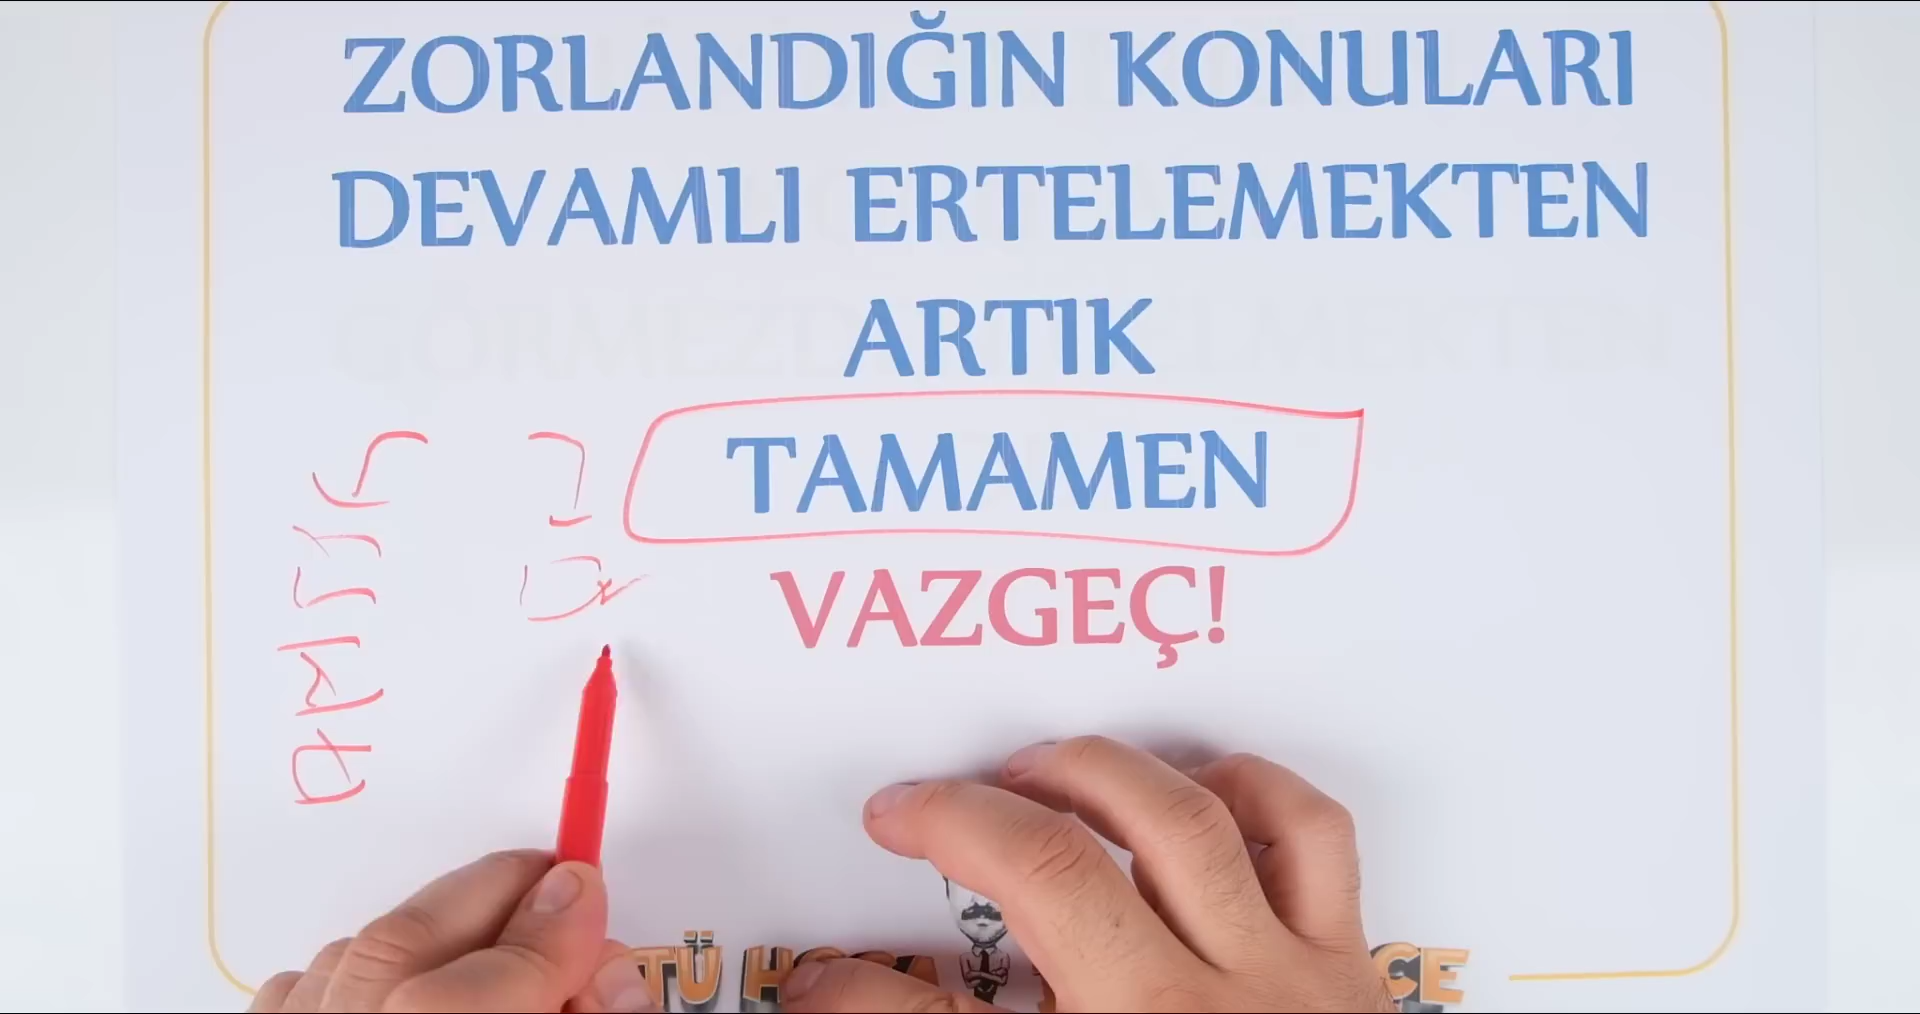 ZORLANDIĞIN KONULARI
DEVAMLI ERTELEMEKTEN
ARTIK
TAMAMEN
VAZGEÇ!